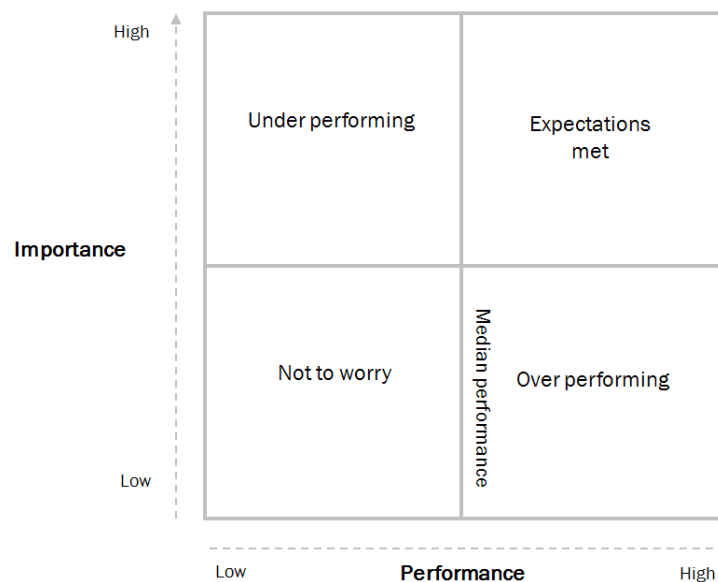 High
Under performing
Expectations
met
Importance
Median performance
Not to worry
Over performing
Low
Low
Performance
High